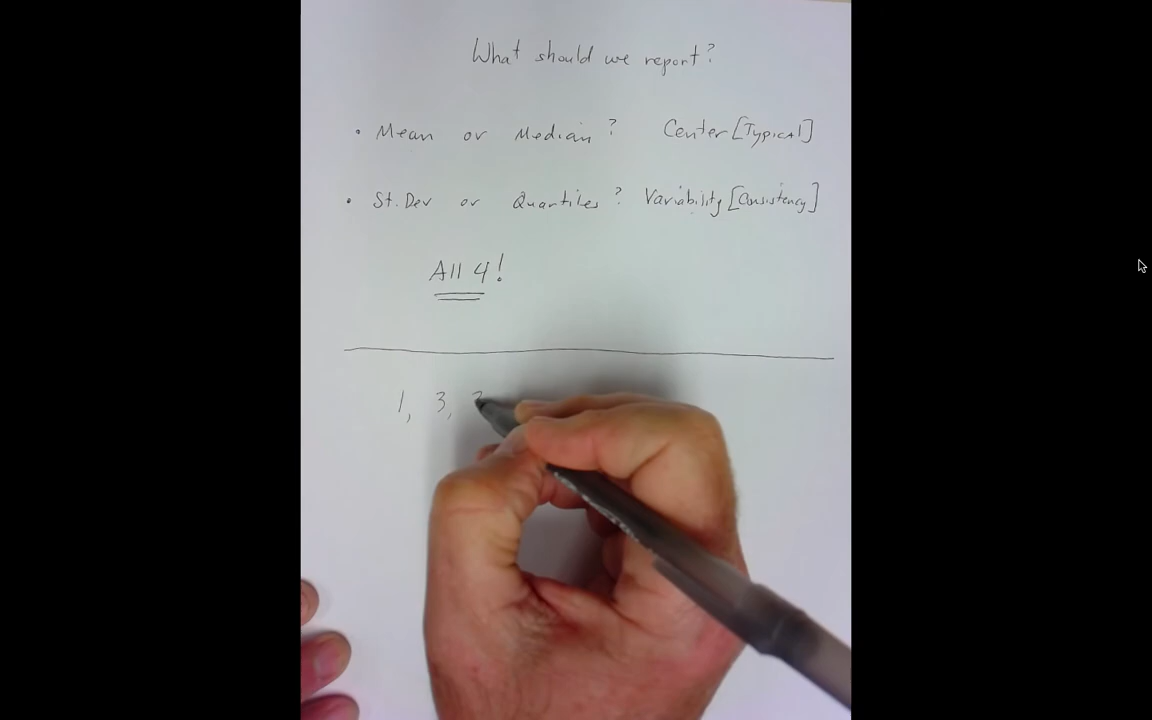 What should we report?
• Mean or Median? Center [Typical]
• St. Dev or Quartiles? Variability [Consistency]
All 4!
1, 3,